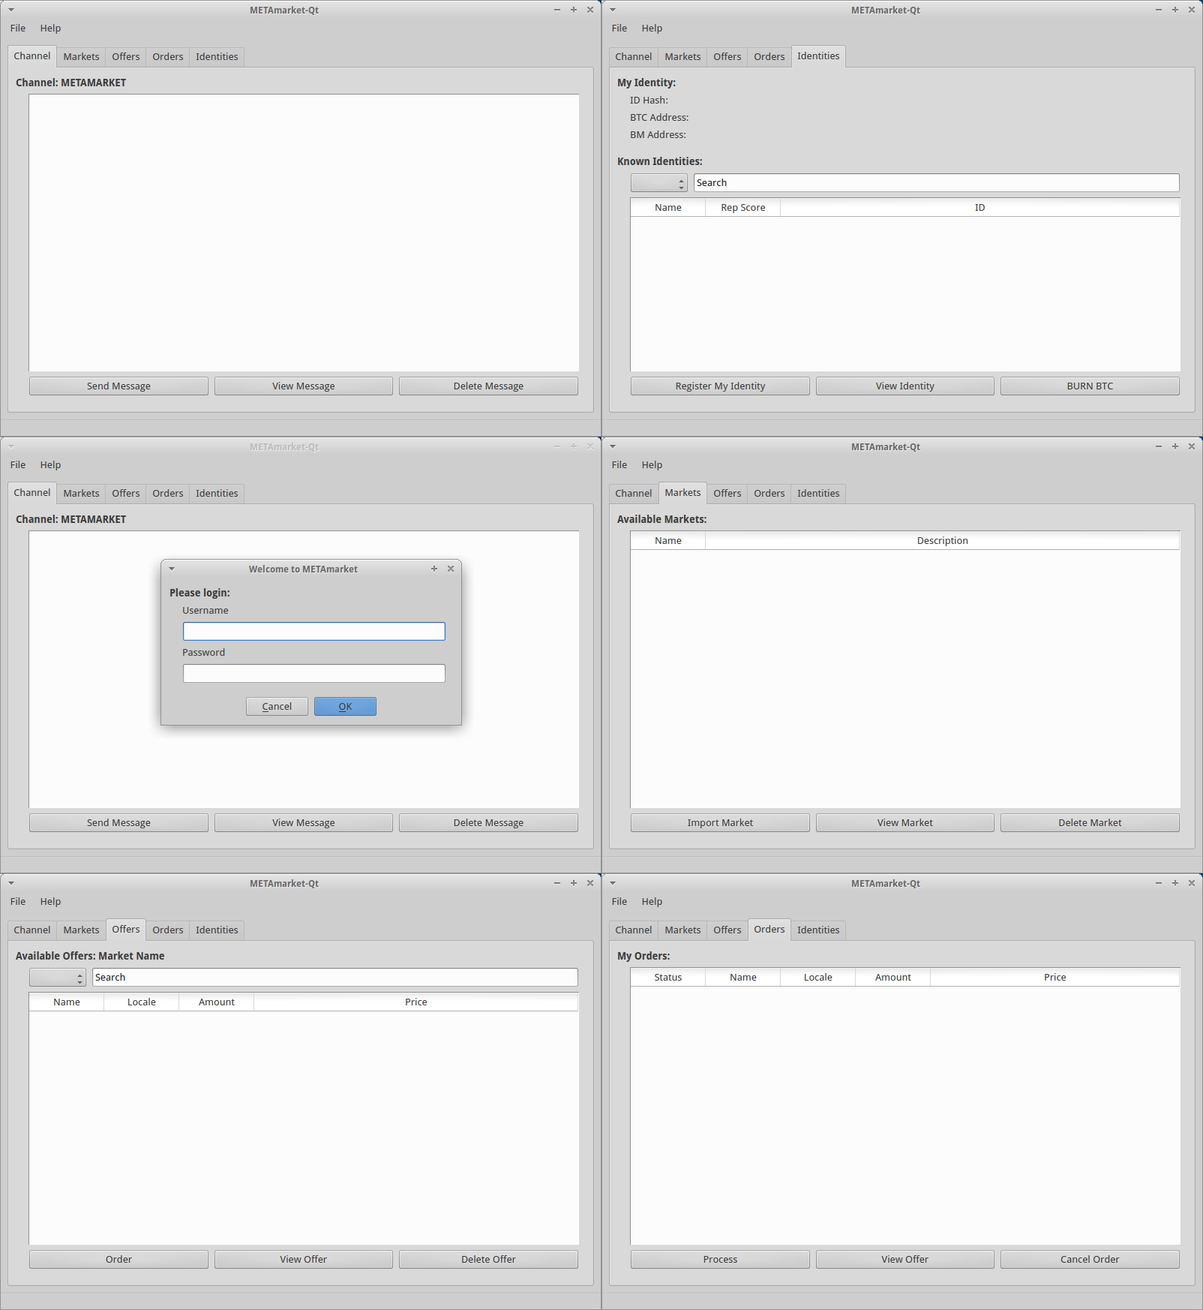 METAmarket-Qt
File Help
Channel Markets Offers Orders Identities
Channel: METAMARKET
Send Message View Message Delete Message
METAmarket-Qt
File Help
Channel Markets Offers Orders Identities
My Identity:
ID Hash:
BTC Address:
BM Address:
Known Identities:
Search
Name Rep Score ID
Register My Identity View Identity BURN BTC
METAmarket-Qt
File Help
Channel Markets Offers Orders Identities
Channel: METAMARKET
Welcome to METAmarket
Please login:
Username
Password
Cancel OK
Send Message View Message Delete Message
METAmarket-Qt
File Help
Channel Markets Offers Orders Identities
Available Markets:
Name Description
Import Market View Market Delete Market
METAmarket-Qt
File Help
Channel Markets Offers Orders Identities
Available Offers: Market Name
Search
Name Locale Amount Price
Order View Offer Delete Offer
METAmarket-Qt
File Help
Channel Markets Offers Orders Identities
My Orders:
Status Name Locale Amount Price
Process View Offer Cancel Order